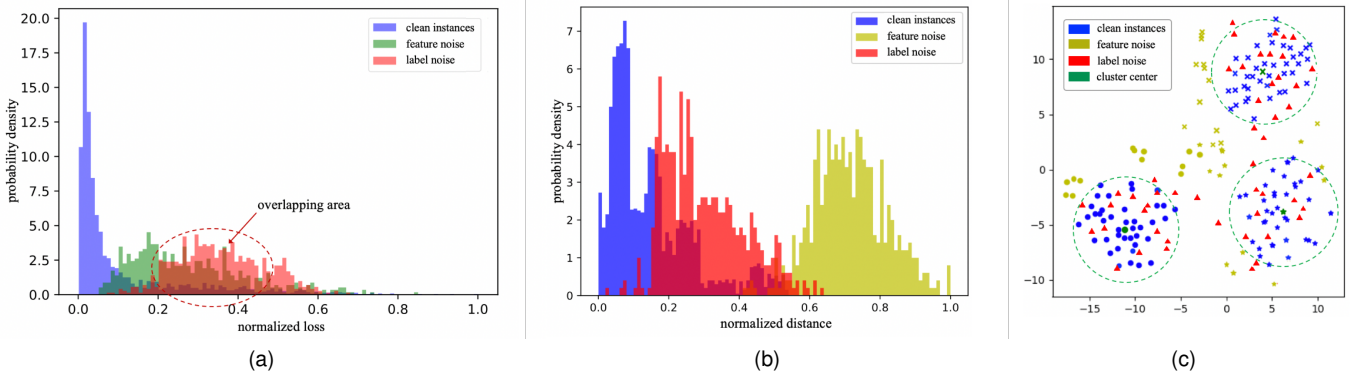 20.0
17.5
15.0
12.5
10.0
7.5
5.0
2.5
0.0
probability density
clean instances
feature noise
label noise
overlapping area
0.0 0.2 0.4 0.6 0.8 1.0
normalized loss
(a)
7
6
5
4
3
2
1
0
probability density
clean instances
feature noise
label noise
0.0 0.2 0.4 0.6 0.8 1.0
normalized distance
(b)
10
5
0
−5
−10
clean instances
feature noise
label noise
cluster center
−15 −10 −5 0 5 10
(c)